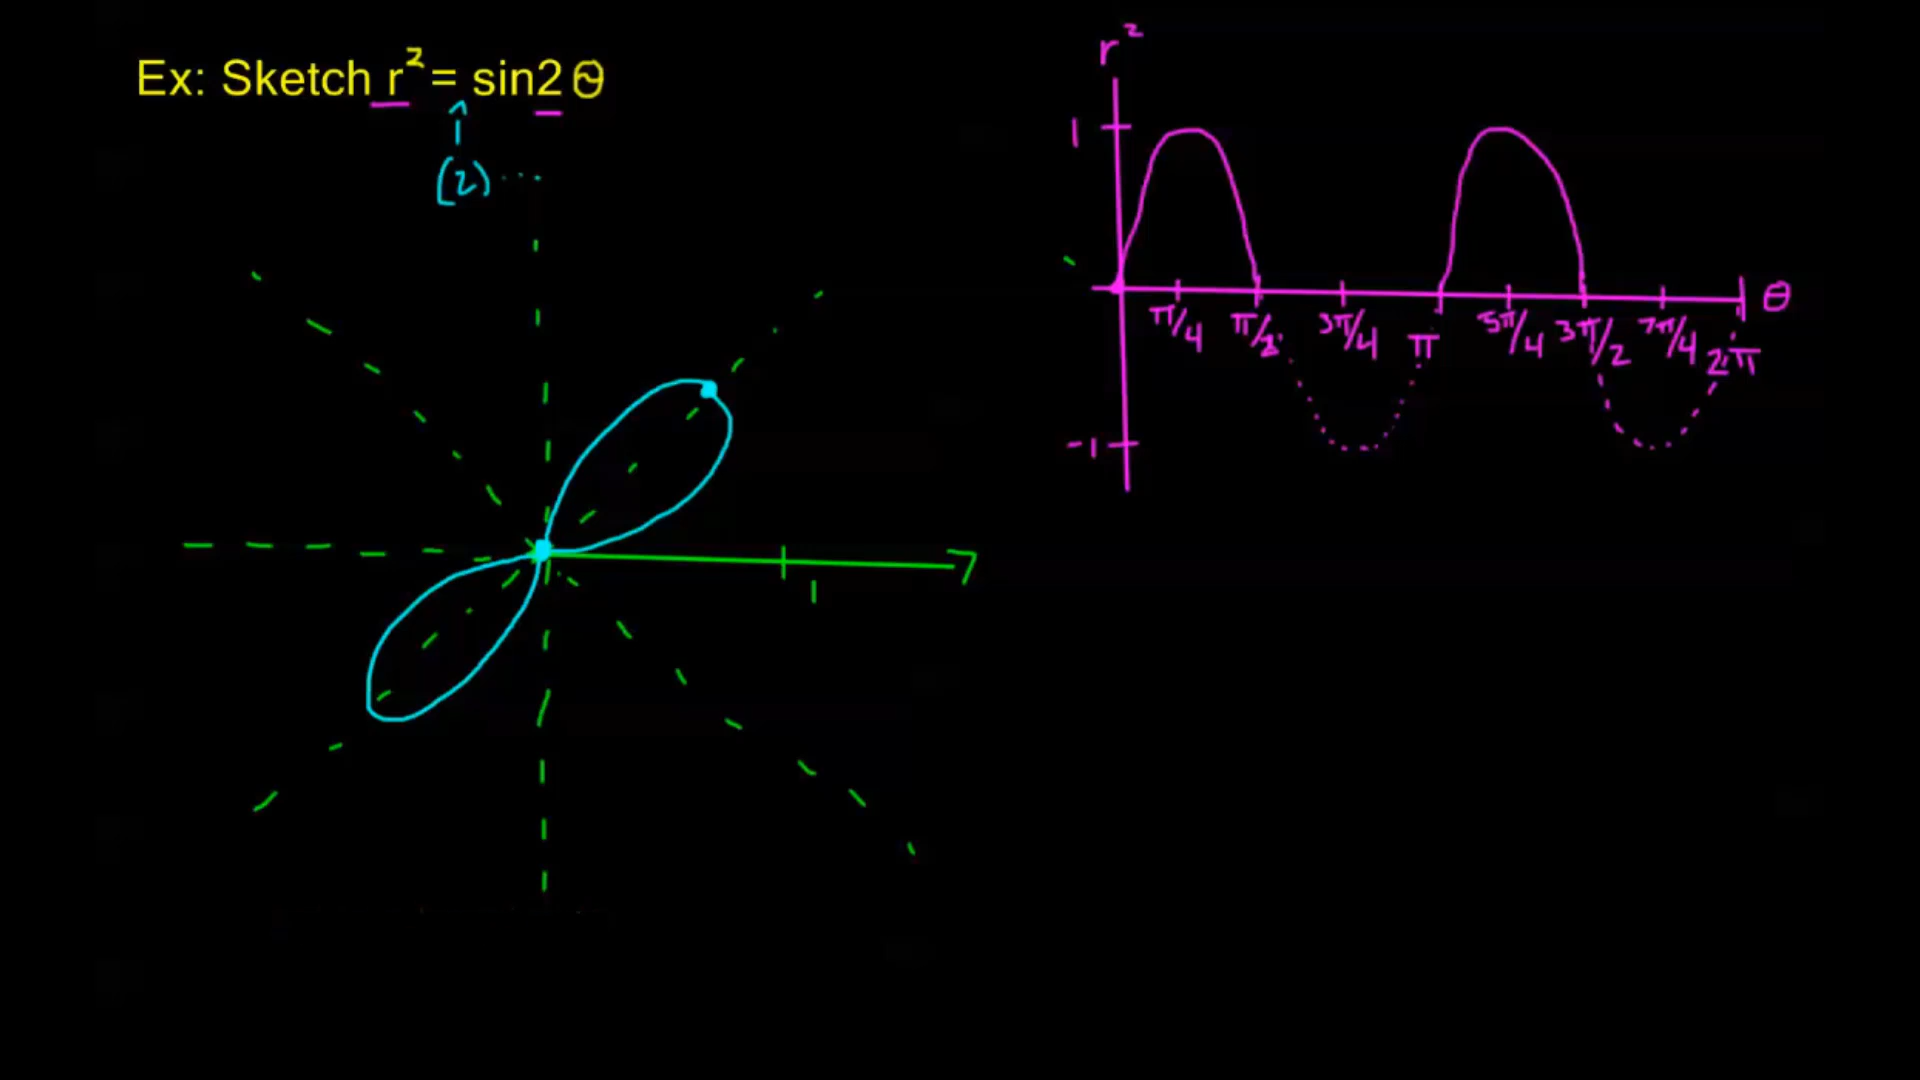 Ex: Sketch r² = sin2θ
(2)
1
r²
1
-1
π/4 π/2 3π/4 π 5π/4 3π/2 7π/4 2π
θ